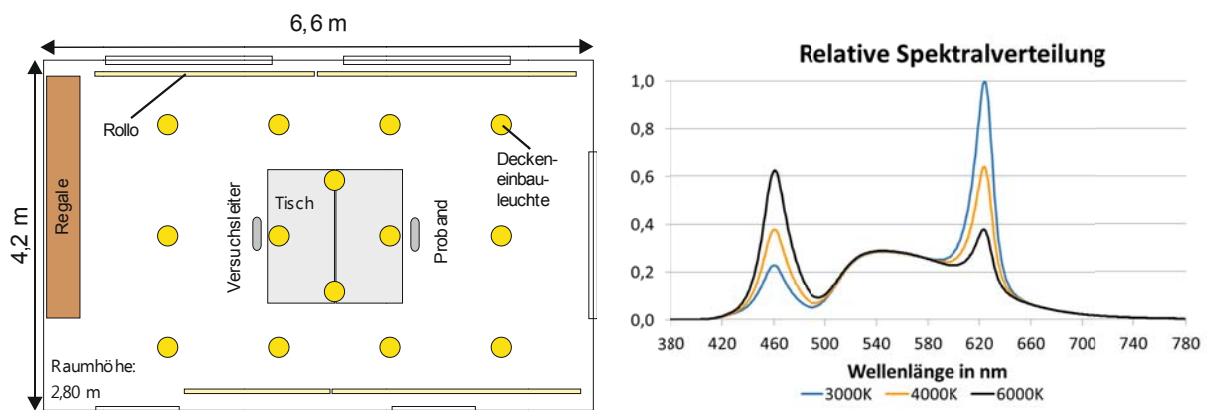 6,6 m
4,2 m
Regale
Rollo
Decken-
einbau-
leuchte
Versuchsleiter
Tisch
Proband
Raumhöhe:
2,80 m
Relative Spektralverteilung
1,0
0,8
0,6
0,4
0,2
0,0
380 420 460 500 540 580 620 660 700 740 780
Wellenlänge in nm
3000K 4000K 6000K